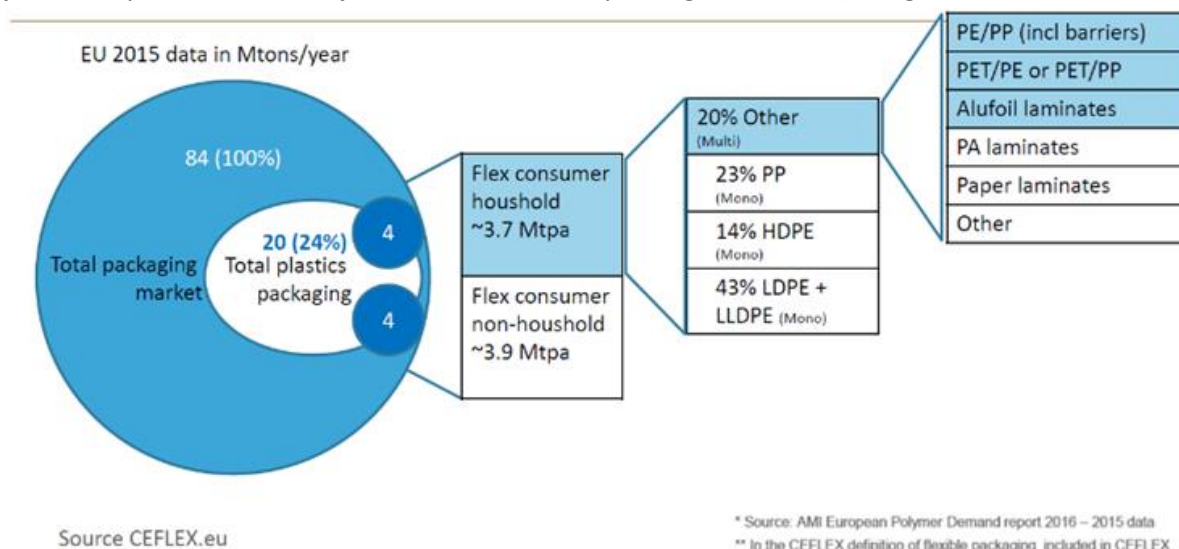 EU 2015 data in Mtons/year
84 (100%)
20 (24%)
Total plastics
packaging
Total packaging
market
4
4
Flex consumer
houshold
~3.7 Mtpa
Flex consumer
non-houshold
~3.9 Mtpa
20% Other
(Multi)
23% PP
(Mono)
14% HDPE
(Mono)
43% LDPE +
LLDPE (Mono)
PE/PP (incl barriers)
PET/PE or PET/PP
Alufoil laminates
PA laminates
Paper laminates
Other
Source CEFLEX.eu
* Source: AMI European Polymer Demand report 2016 – 2015 data
** In the CEFLEX definition of flexible packaging, included in CEFLEX